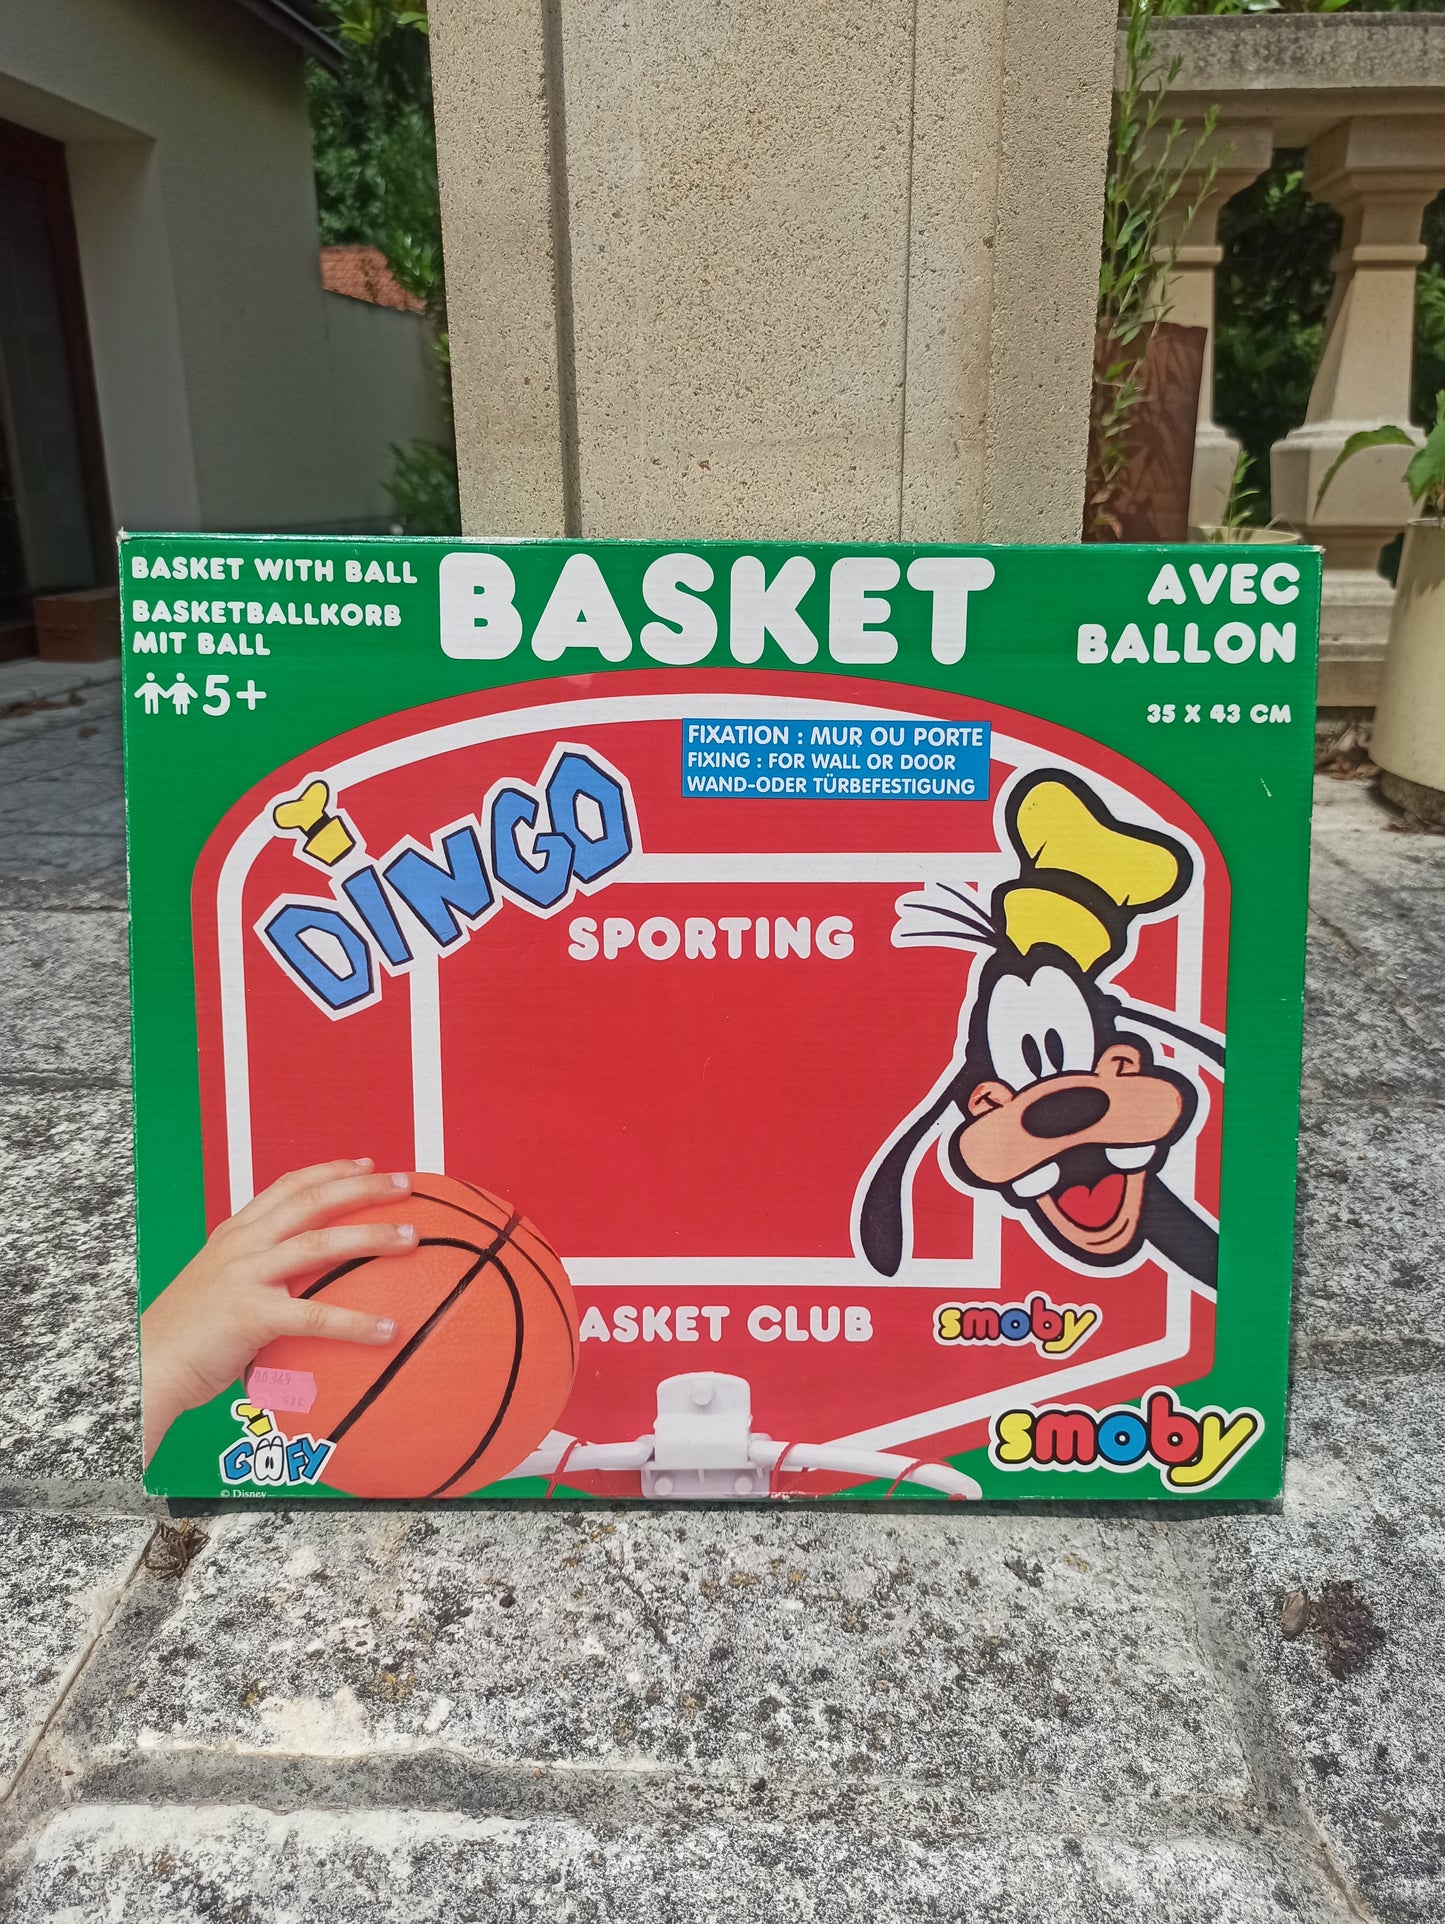 BASKET WITH BALL
BASKETBALLKORB
MIT BALL
5+
BASKET
AVEC
BALLON
35 X 43 CM
FIXATION : MUR OU PORTE
FIXING : FOR WALL OR DOOR
WAND-ODER TÜRBEFESTIGUNG
DINGO
SPORTING
ASKET CLUB
smoby
smoby
69F00
GOOFY
© Disney